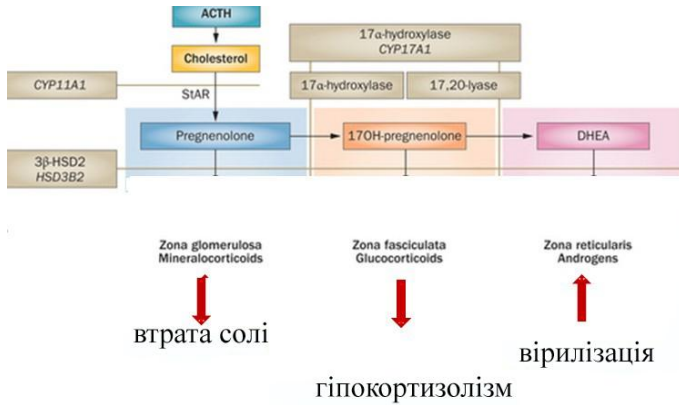 ACTH
17α-hydroxylase
CYP17A1
Cholesterol
CYP11A1
17α-hydroxylase
17,20-lyase
StAR
Pregnenolone
17OH-pregnenolone
DHEA
3β-HSD2
HSD3B2
Zona glomerulosa
Mineralocorticoids
Zona fasciculata
Glucocorticoids
Zona reticularis
Androgens
втрата солі
вірилізація
гіпокортизолізм